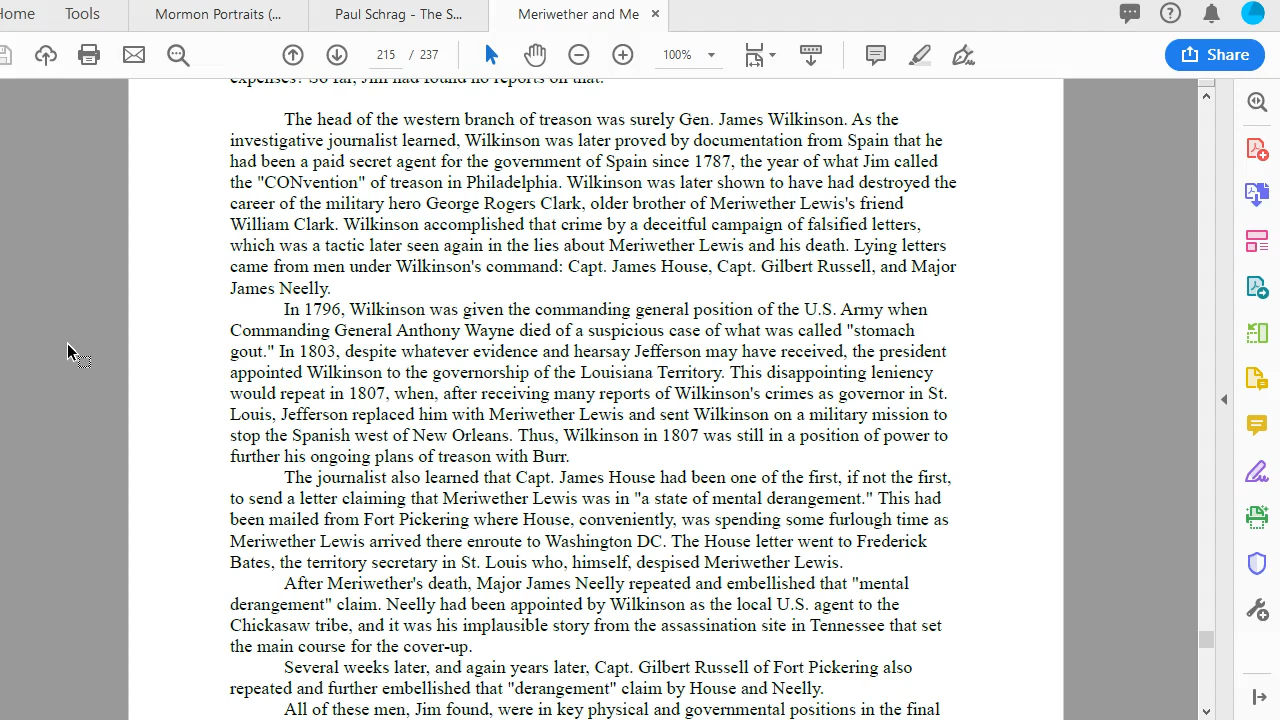 Home
Tools
Mormon Portraits (...
Paul Schrag - The S...
Meriwether and Me
215 / 237
100%
Share
expenses? So far, Jim had found no reports on that.
The head of the western branch of treason was surely Gen. James Wilkinson. As the
investigative journalist learned, Wilkinson was later proved by documentation from Spain that he
had been a paid secret agent for the government of Spain since 1787, the year of what Jim called
the "CONvention" of treason in Philadelphia. Wilkinson was later shown to have had destroyed the
career of the military hero George Rogers Clark, older brother of Meriwether Lewis's friend
William Clark. Wilkinson accomplished that crime by a deceitful campaign of falsified letters,
which was a tactic later seen again in the lies about Meriwether Lewis and his death. Lying letters
came from men under Wilkinson's command: Capt. James House, Capt. Gilbert Russell, and Major
James Neelly.
In 1796, Wilkinson was given the commanding general position of the U.S. Army when
Commanding General Anthony Wayne died of a suspicious case of what was called "stomach
gout." In 1803, despite whatever evidence and hearsay Jefferson may have received, the president
appointed Wilkinson to the governorship of the Louisiana Territory. This disappointing leniency
would repeat in 1807, when, after receiving many reports of Wilkinson's crimes as governor in St.
Louis, Jefferson replaced him with Meriwether Lewis and sent Wilkinson on a military mission to
stop the Spanish west of New Orleans. Thus, Wilkinson in 1807 was still in a position of power to
further his ongoing plans of treason with Burr.
The journalist also learned that Capt. James House had been one of the first, if not the first,
to send a letter claiming that Meriwether Lewis was in "a state of mental derangement." This had
been mailed from Fort Pickering where House, conveniently, was spending some furlough time as
Meriwether Lewis arrived there enroute to Washington DC. The House letter went to Frederick
Bates, the territory secretary in St. Louis who, himself, despised Meriwether Lewis.
After Meriwether's death, Major James Neelly repeated and embellished that "mental
derangement" claim. Neelly had been appointed by Wilkinson as the local U.S. agent to the
Chickasaw tribe, and it was his implausible story from the assassination site in Tennessee that set
the main course for the cover-up.
Several weeks later, and again years later, Capt. Gilbert Russell of Fort Pickering also
repeated and further embellished that "derangement" claim by House and Neelly.
All of these men, Jim found, were in key physical and governmental positions in the final